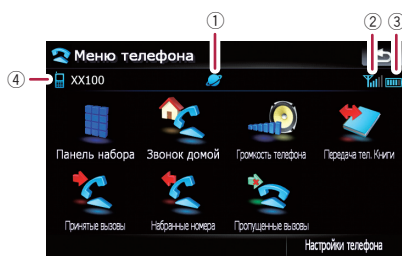 ① ② ③
Меню телефона
④ XX100
Панель набора Звонок домой Громкость телефона Передача тел. Книги
Принятые вызовы Набранные номера Пропущенные вызовы
Настройки телефона